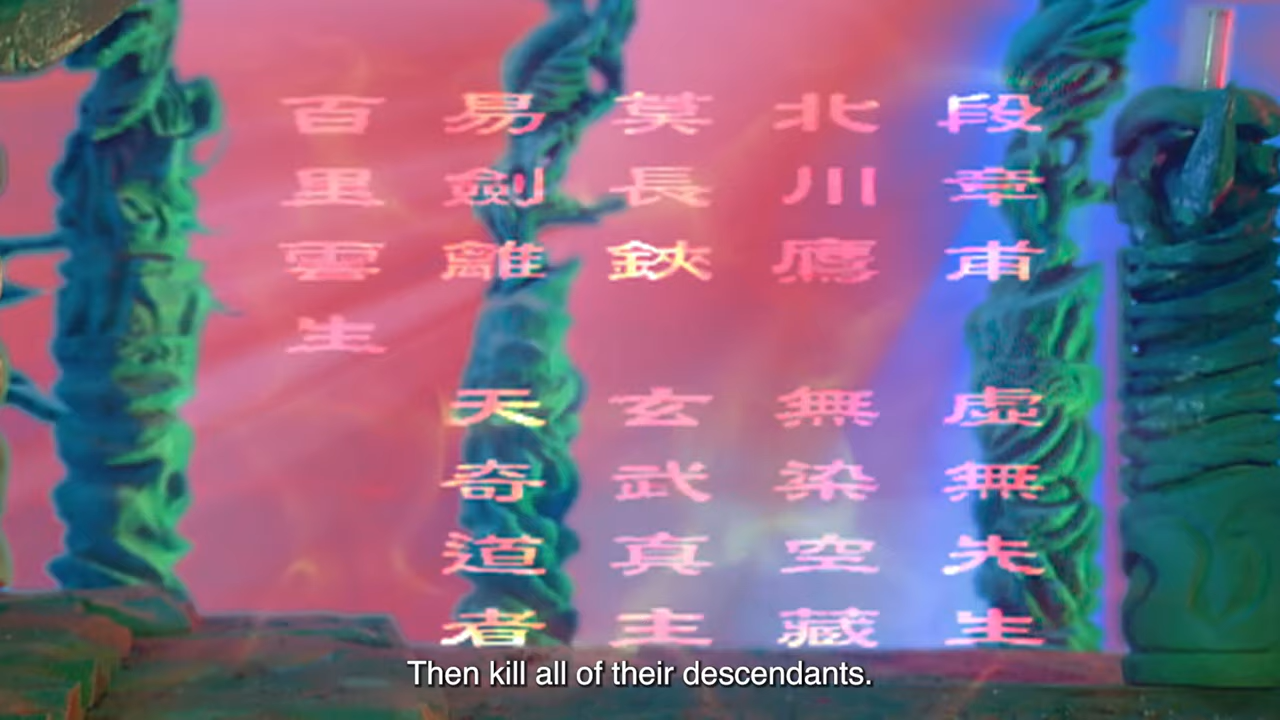 段章甫
北川鷹
莫長鋏
易劍離
百里雲生
虛無先生
無染空藏
玄武真主
天奇道者
Then kill all of their descendants.